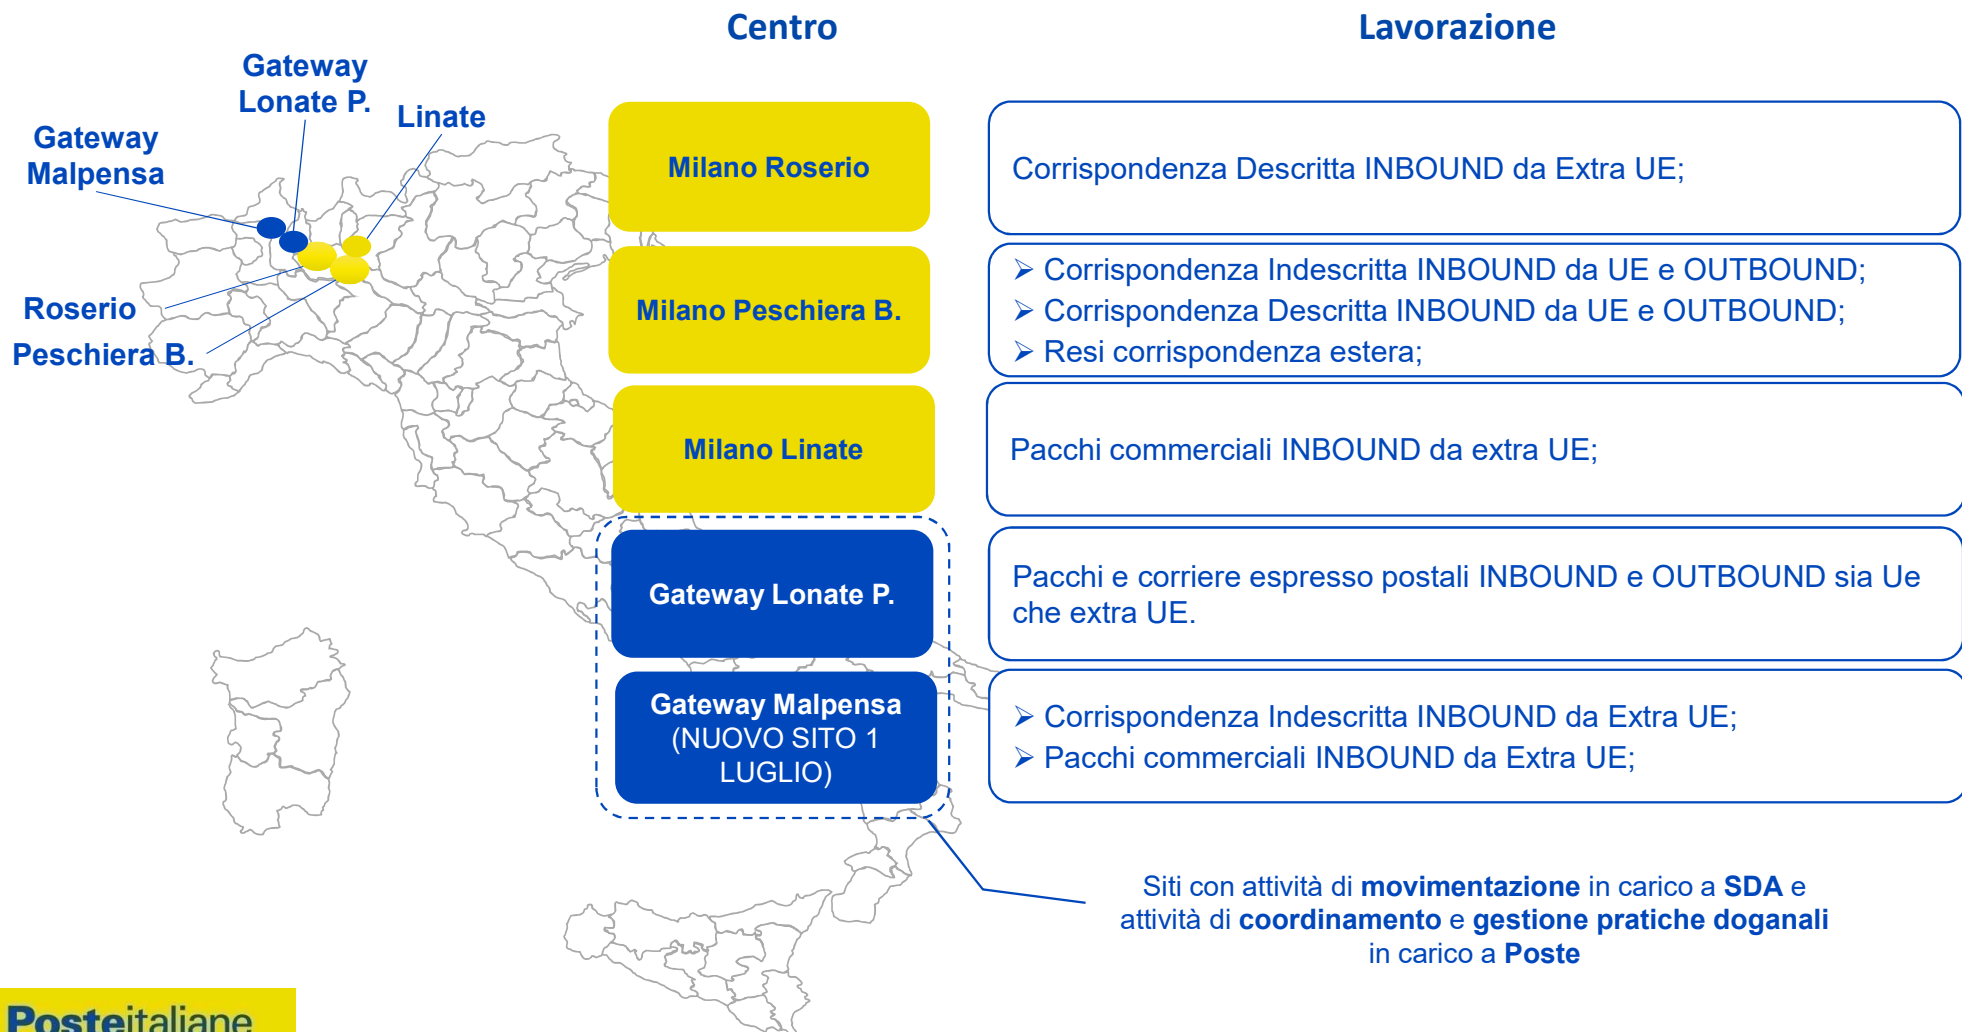 Centro
Lavorazione
Gateway
Lonate P.
Linate
Gateway
Malpensa
Roserio
Peschiera B.
Milano Roserio
Corrispondenza Descritta INBOUND da Extra UE;
Milano Peschiera B.
➢ Corrispondenza Indescritta INBOUND da UE e OUTBOUND;
➢ Corrispondenza Descritta INBOUND da UE e OUTBOUND;
➢ Resi corrispondenza estera;
Milano Linate
Pacchi commerciali INBOUND da extra UE;
Gateway Lonate P.
Pacchi e corriere espresso postali INBOUND e OUTBOUND sia Ue
che extra UE.
Gateway Malpensa
(NUOVO SITO 1
LUGLIO)
➢ Corrispondenza Indescritta INBOUND da Extra UE;
➢ Pacchi commerciali INBOUND da Extra UE;
Siti con attività di movimentazione in carico a SDA e
attività di coordinamento e gestione pratiche doganali
in carico a Poste
Posteitaliane